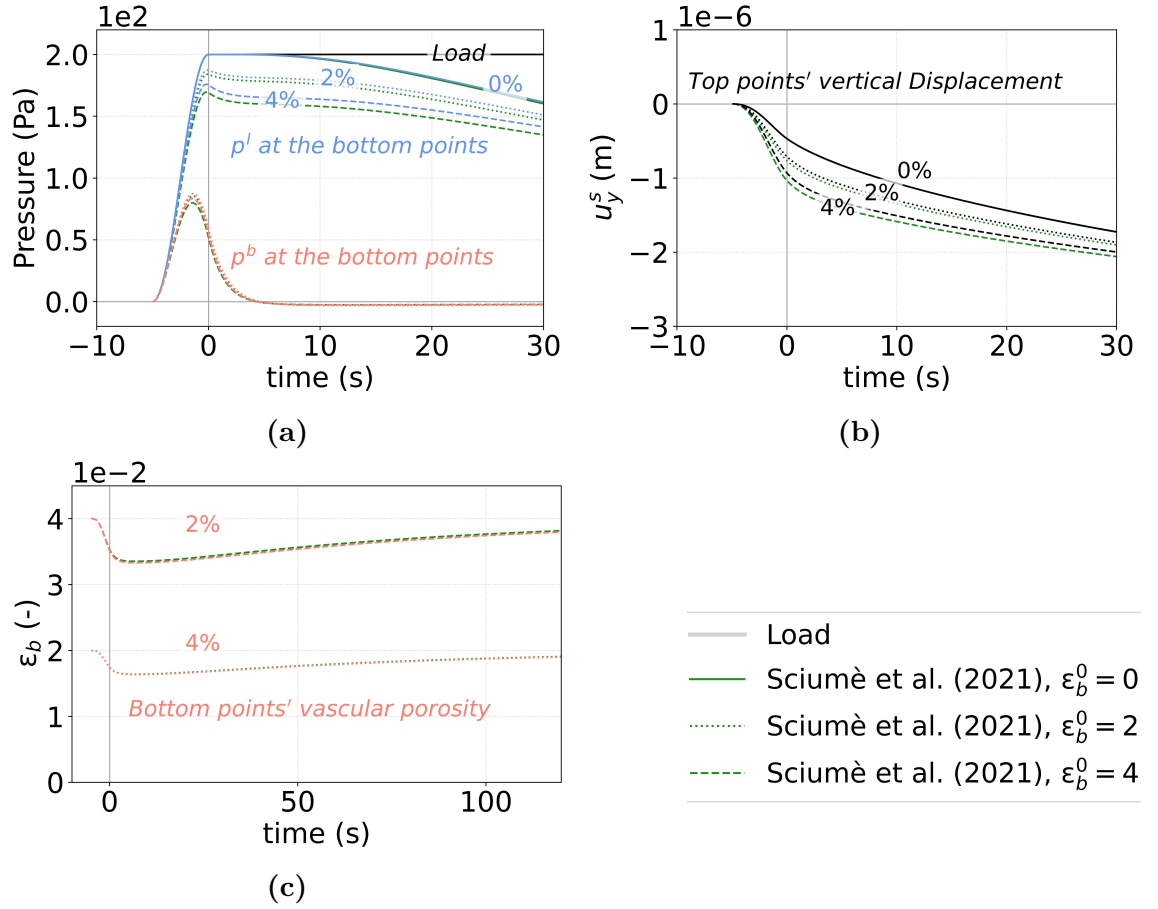 1e2
Pressure (Pa)
2.0
1.5
1.0
0.5
0.0
Load
2%
0%
4%
p^l at the bottom points
p^b at the bottom points
−10 0 10 20 30
time (s)
(a)
1e−6
u_y^s (m)
1
0
−1
−2
−3
Top points' vertical Displacement
0%
2%
4%
−10 0 10 20 30
time (s)
(b)
1e−2
ε_b (-)
4
3
2
1
0
2%
4%
Bottom points' vascular porosity
0 50 100
time (s)
(c)
Load
Sciumè et al. (2021), ε_b^0 = 0
Sciumè et al. (2021), ε_b^0 = 2
Sciumè et al. (2021), ε_b^0 = 4